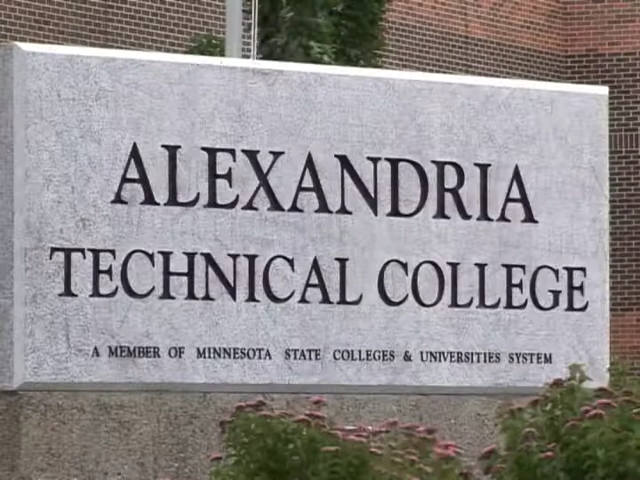 ALEXANDRIA
TECHNICAL COLLEGE
A MEMBER OF MINNESOTA STATE COLLEGES & UNIVERSITIES SYSTEM